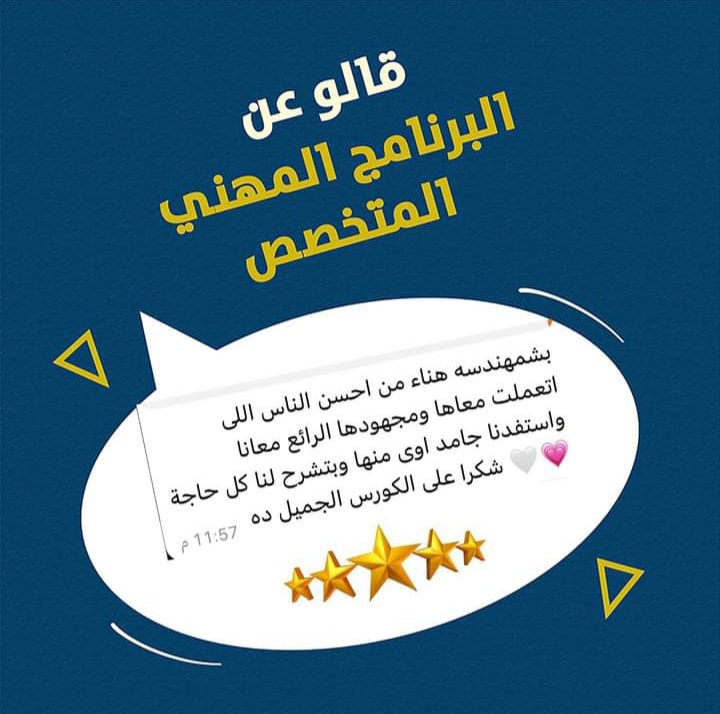 قالو عن
البرنامج المهني
المتخصص
بشمهندسه هناء من احسن الناس اللى
اتعملت معاها ومجهودها الرائع معانا
واستفدنا جامد اوى منها وبتشرح لنا كل حاجة
💗🤍 شكرا على الكورس الجميل ده
11:57 م